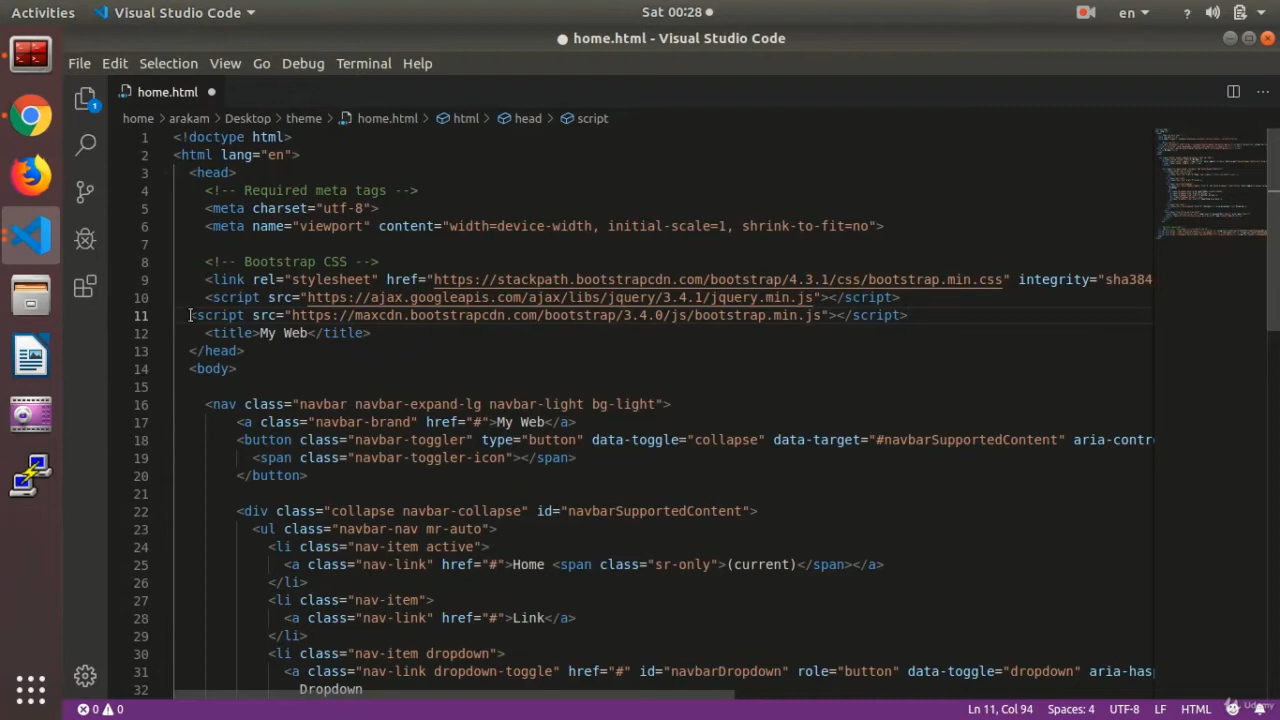 Activities
Visual Studio Code
Sat 00:28
en
home.html - Visual Studio Code
File Edit Selection View Go Debug Terminal Help
home.html
home arakam Desktop theme home.html html head script
1 <!doctype html>
2 <html lang="en">
3 <head>
4 <!-- Required meta tags -->
5 <meta charset="utf-8">
6 <meta name="viewport" content="width=device-width, initial-scale=1, shrink-to-fit=no">
7
8 <!-- Bootstrap CSS -->
9 <link rel="stylesheet" href="https://stackpath.bootstrapcdn.com/bootstrap/4.3.1/css/bootstrap.min.css" integrity="sha384
10 <script src="https://ajax.googleapis.com/ajax/libs/jquery/3.4.1/jquery.min.js"></script>
11 <script src="https://maxcdn.bootstrapcdn.com/bootstrap/3.4.0/js/bootstrap.min.js"></script>
12 <title>My Web</title>
13 </head>
14 <body>
15
16 <nav class="navbar navbar-expand-lg navbar-light bg-light">
17 <a class="navbar-brand" href="#">My Web</a>
18 <button class="navbar-toggler" type="button" data-toggle="collapse" data-target="#navbarSupportedContent" aria-contro
19 <span class="navbar-toggler-icon"></span>
20 </button>
21
22 <div class="collapse navbar-collapse" id="navbarSupportedContent">
23 <ul class="navbar-nav mr-auto">
24 <li class="nav-item active">
25 <a class="nav-link" href="#">Home <span class="sr-only">(current)</span></a>
26 </li>
27 <li class="nav-item">
28 <a class="nav-link" href="#">Link</a>
29 </li>
30 <li class="nav-item dropdown">
31 <a class="nav-link dropdown-toggle" href="#" id="navbarDropdown" role="button" data-toggle="dropdown" aria-hasp
32 Dropdown
1
0 0 Ln 11, Col 94 Spaces: 4 UTF-8 LF HTML
Udemy